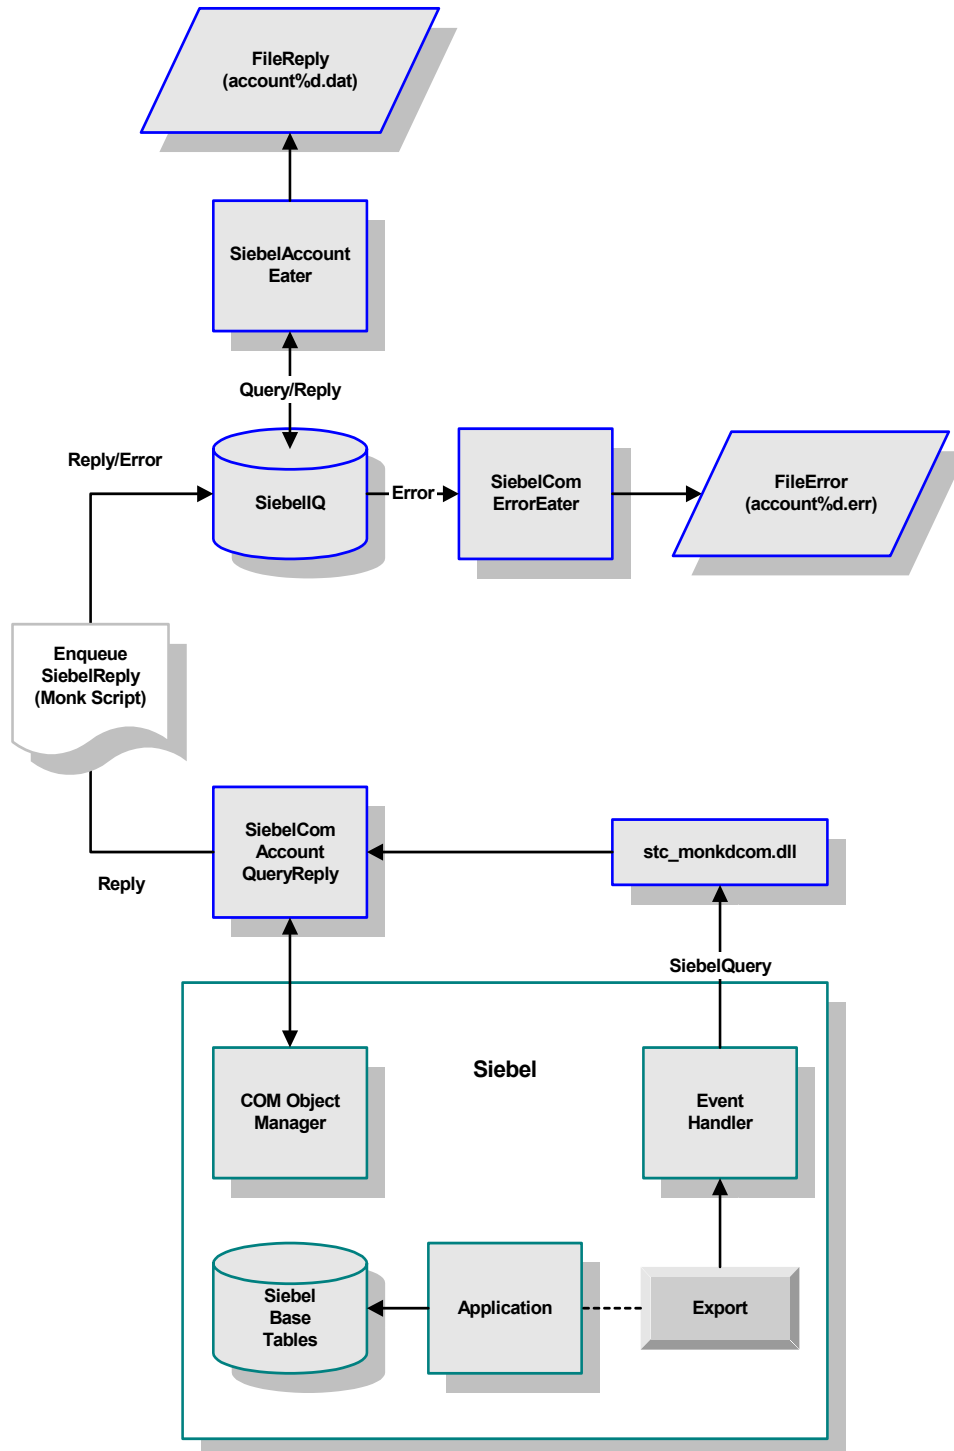 FileReply
(account%d.dat)
SiebelAccount
Eater
Query/Reply
Reply/Error
SiebelIQ
Error
SiebelCom
ErrorEater
FileError
(account%d.err)
Enqueue
SiebelReply
(Monk Script)
SiebelCom
Account
QueryReply
stc_monkdcom.dll
Reply
SiebelQuery
Siebel
COM Object
Manager
Event
Handler
Siebel
Base
Tables
Application
Export